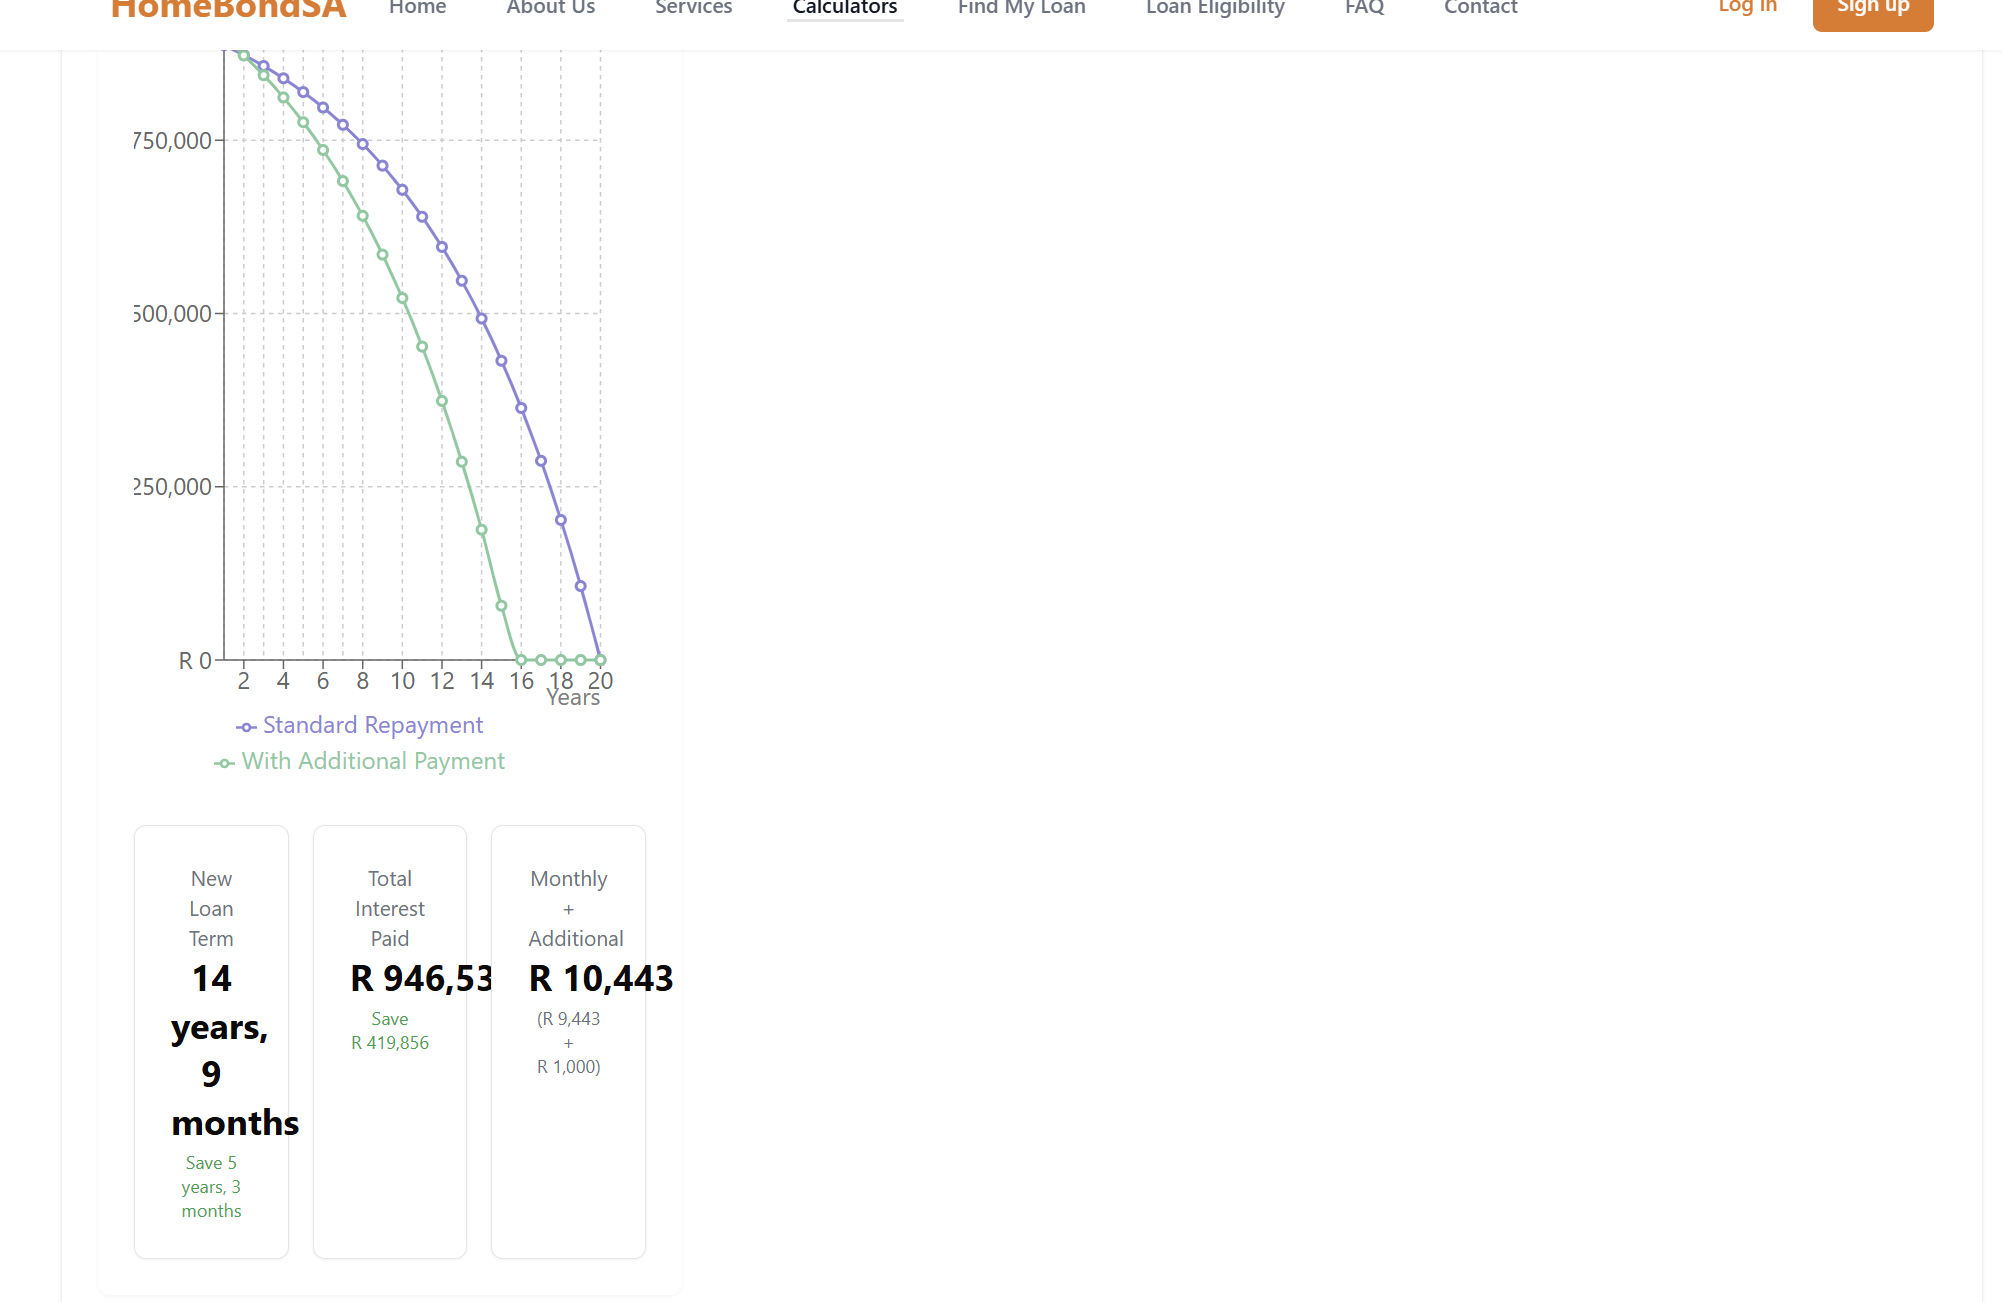 HomeBondSA Home About Us Services Calculators Find My Loan Loan Eligibility FAQ Contact Log In Sign up
750,000
500,000
250,000
R 0
2 4 6 8 10 12 14 16 18 20
Years
Standard Repayment
With Additional Payment
New
Loan
Term
14
years,
9
months
Save 5
years, 3
months
Total
Interest
Paid
R 946,53
Save
R 419,856
Monthly
+
Additional
R 10,443
(R 9,443
+
R 1,000)